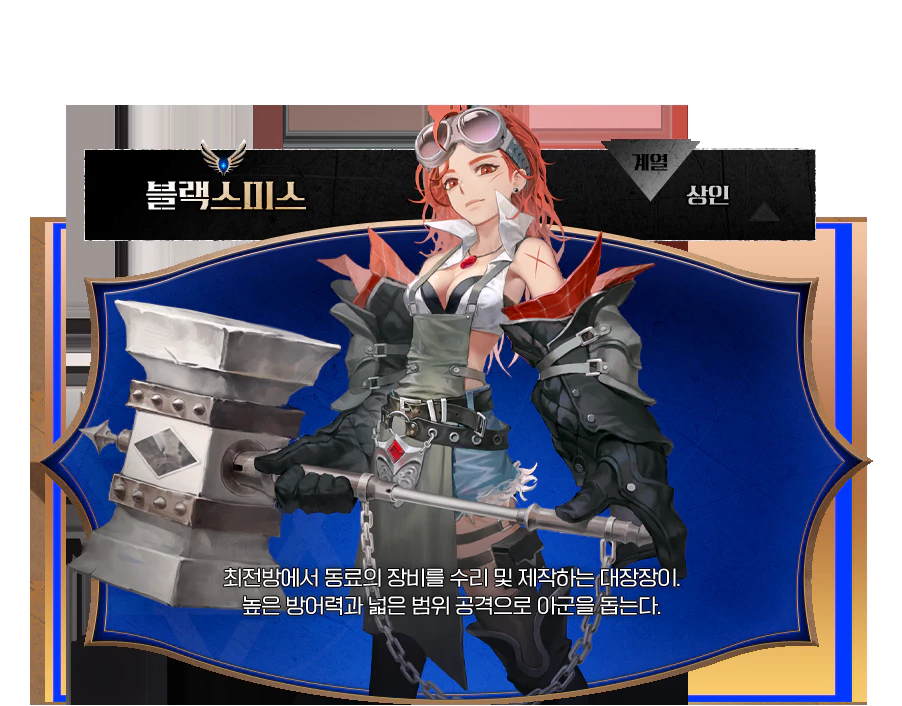 블랙스미스
계열
상인
최전방에서 동료의 장비를 수리 및 제작하는 대장장이.
높은 방어력과 넓은 범위 공격으로 아군을 돕는다.